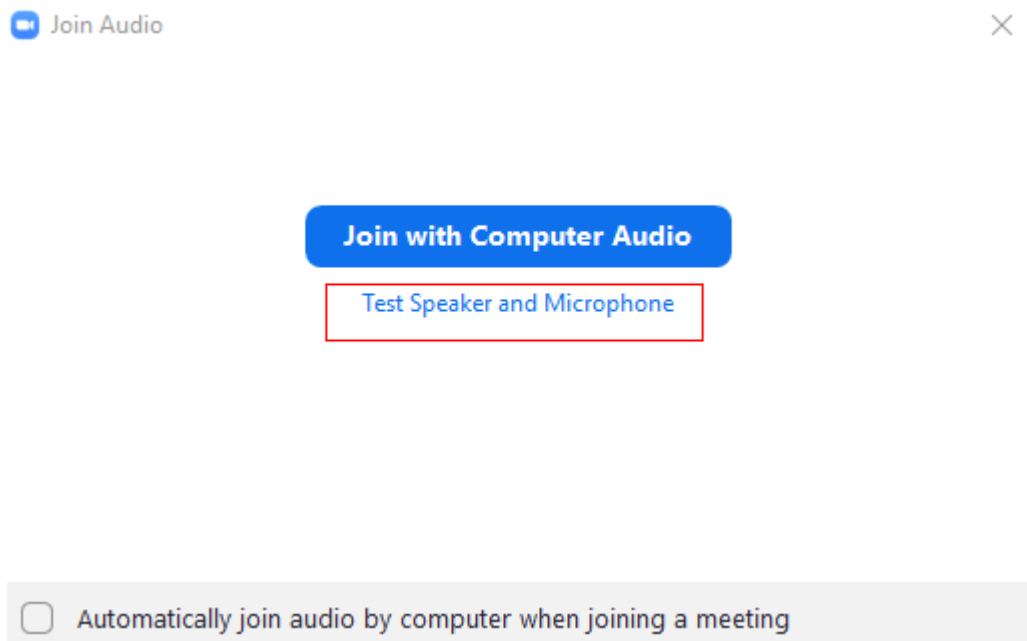 Join Audio
Join with Computer Audio
Test Speaker and Microphone
Automatically join audio by computer when joining a meeting